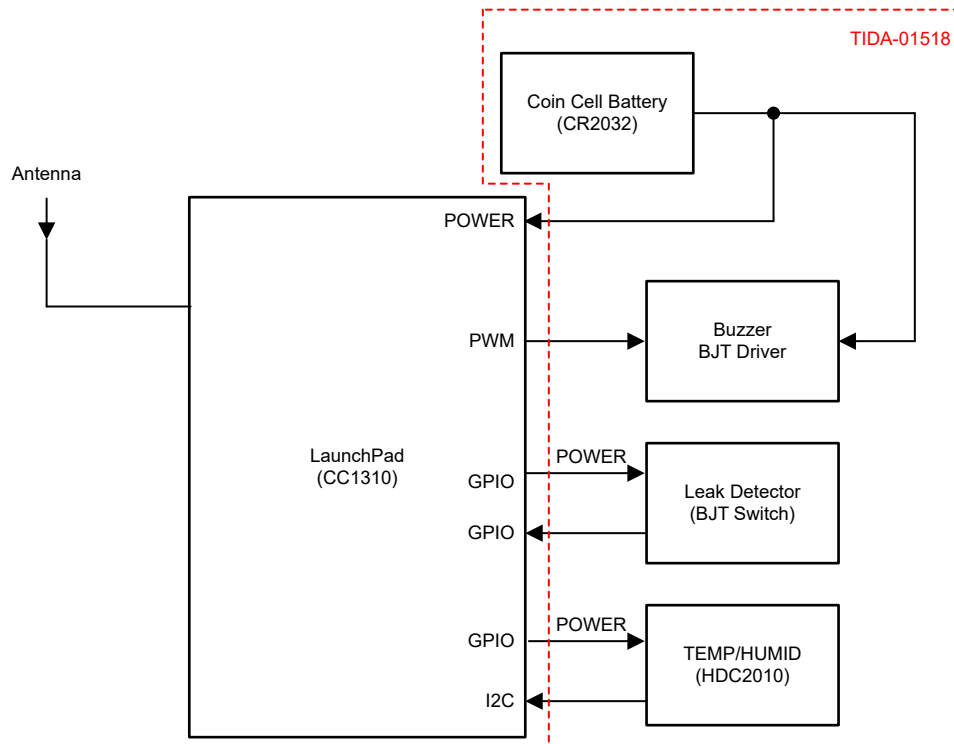 TIDA-01518
Coin Cell Battery
(CR2032)
Antenna
POWER
PWM
Buzzer
BJT Driver
LaunchPad
(CC1310)
GPIO
POWER
Leak Detector
(BJT Switch)
GPIO
GPIO
POWER
TEMP/HUMID
(HDC2010)
I2C